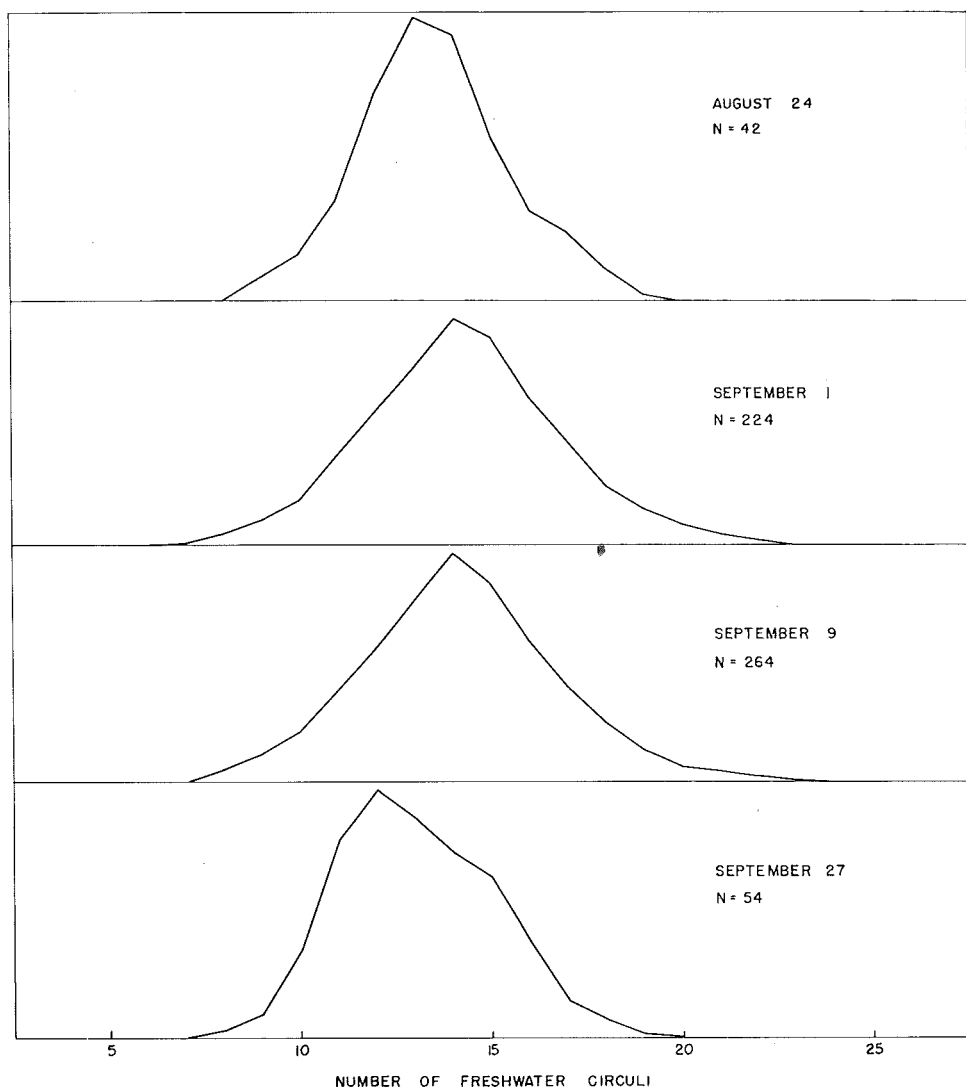 AUGUST 24
N = 42
SEPTEMBER 1
N = 224
SEPTEMBER 9
N = 264
SEPTEMBER 27
N = 54
5 10 15 20 25
NUMBER OF FRESHWATER CIRCULI